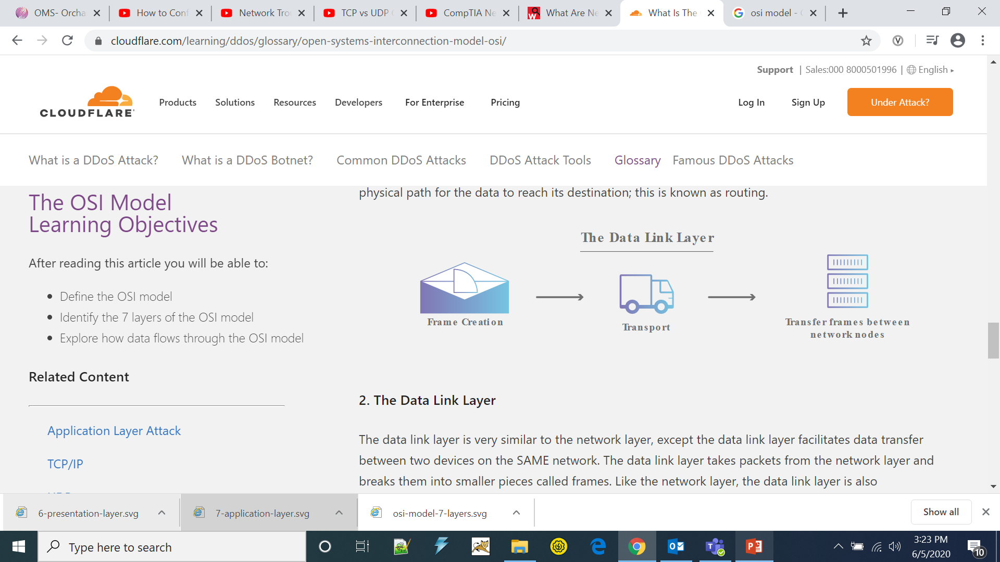 OMS- Orcha
How to Conf
Network Tro
TCP vs UDP
CompTIA Ne
What Are Ne
What Is The
osi model -
cloudflare.com/learning/ddos/glossary/open-systems-interconnection-model-osi/
Support | Sales:000 8000501996 | English ▸
CLOUDFLARE
Products Solutions Resources Developers For Enterprise Pricing Log In Sign Up Under Attack?
What is a DDoS Attack? What is a DDoS Botnet? Common DDoS Attacks DDoS Attack Tools Glossary Famous DDoS Attacks
The OSI Model
Learning Objectives
After reading this article you will be able to:
• Define the OSI model
• Identify the 7 layers of the OSI model
• Explore how data flows through the OSI model
Related Content
Application Layer Attack
TCP/IP
physical path for the data to reach its destination; this is known as routing.
The Data Link Layer
Frame Creation
Transport
Transfer frames between
network nodes
2. The Data Link Layer
The data link layer is very similar to the network layer, except the data link layer facilitates data transfer
between two devices on the SAME network. The data link layer takes packets from the network layer and
breaks them into smaller pieces called frames. Like the network layer, the data link layer is also
6-presentation-layer.svg
7-application-layer.svg
osi-model-7-layers.svg
Show all
Type here to search
3:23 PM
6/5/2020
10